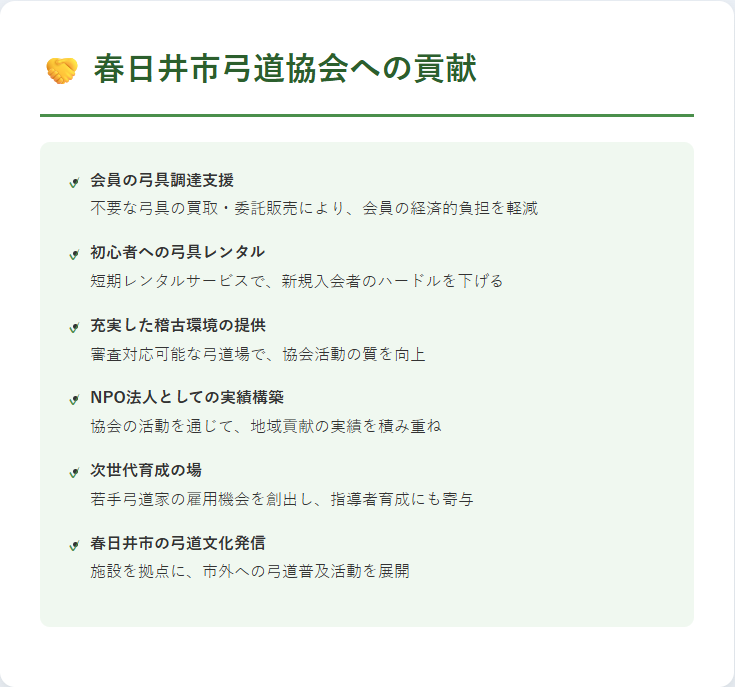 🤝 春日井市弓道協会への貢献
会員の弓具調達支援
不要な弓具の買取・委託販売により、会員の経済的負担を軽減
初心者への弓具レンタル
短期レンタルサービスで、新規入会者のハードルを下げる
充実した稽古環境の提供
審査対応可能な弓道場で、協会活動の質を向上
NPO法人としての実績構築
協会の活動を通じて、地域貢献の実績を積み重ね
次世代育成の場
若手弓道家の雇用機会を創出し、指導者育成にも寄与
春日井市の弓道文化発信
施設を拠点に、市外への弓道普及活動を展開